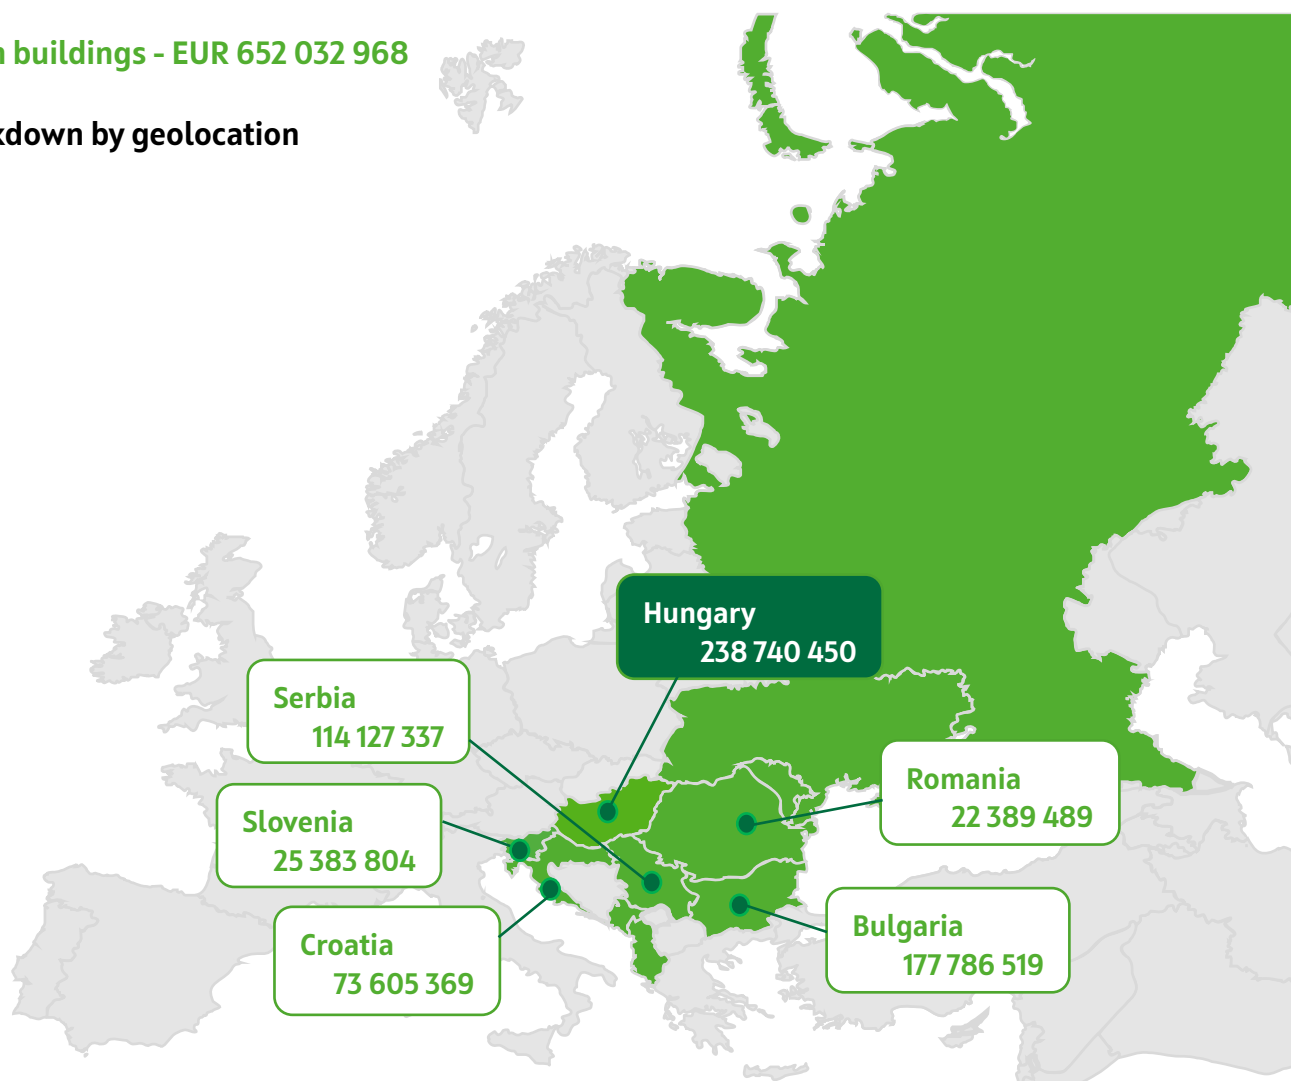 buildings - EUR 652 032 968
by geolocation
Hungary
238 740 450
Serbia
114 127 337
Romania
22 389 489
Slovenia
25 383 804
Bulgaria
177 786 519
Croatia
73 605 369